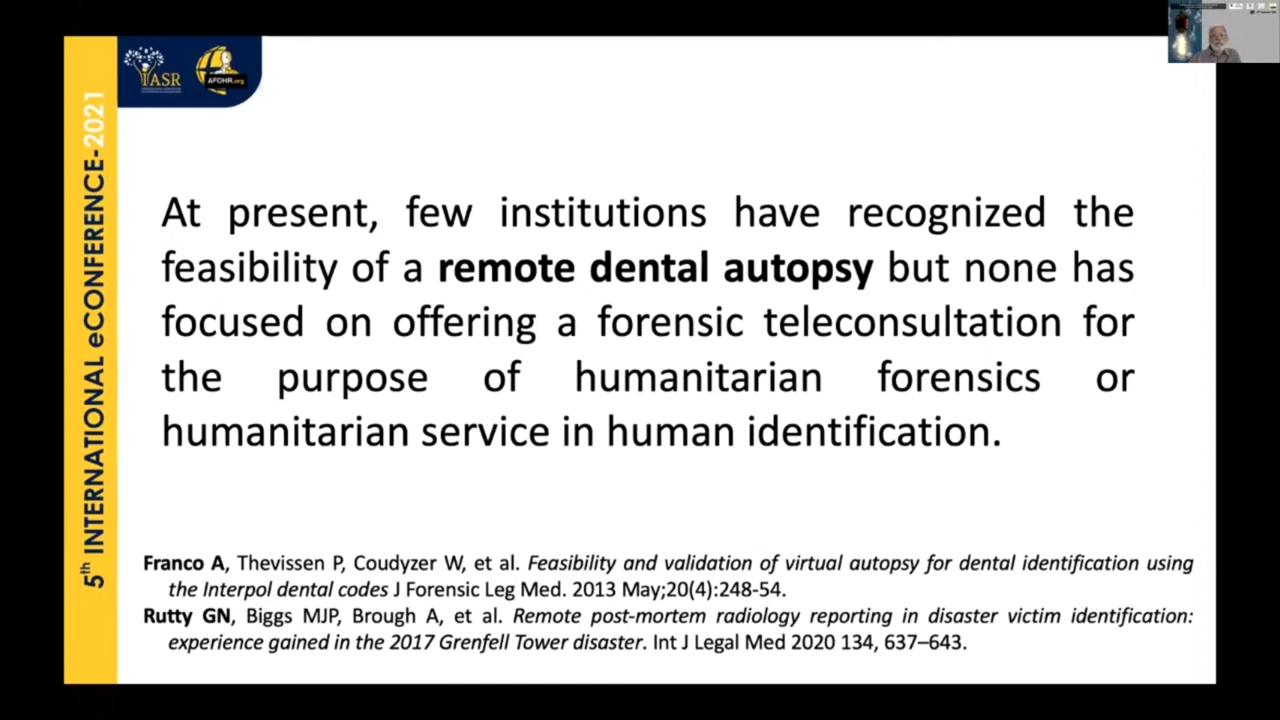 5th INTERNATIONAL eCONFERENCE-2021
IASR
AFOHR.org
At present, few institutions have recognized the
feasibility of a remote dental autopsy but none has
focused on offering a forensic teleconsultation for
the purpose of humanitarian forensics or
humanitarian service in human identification.
Franco A, Thevissen P, Coudyzer W, et al. Feasibility and validation of virtual autopsy for dental identification using
the Interpol dental codes J Forensic Leg Med. 2013 May;20(4):248-54.
Rutty GN, Biggs MJP, Brough A, et al. Remote post-mortem radiology reporting in disaster victim identification:
experience gained in the 2017 Grenfell Tower disaster. Int J Legal Med 2020 134, 637–643.